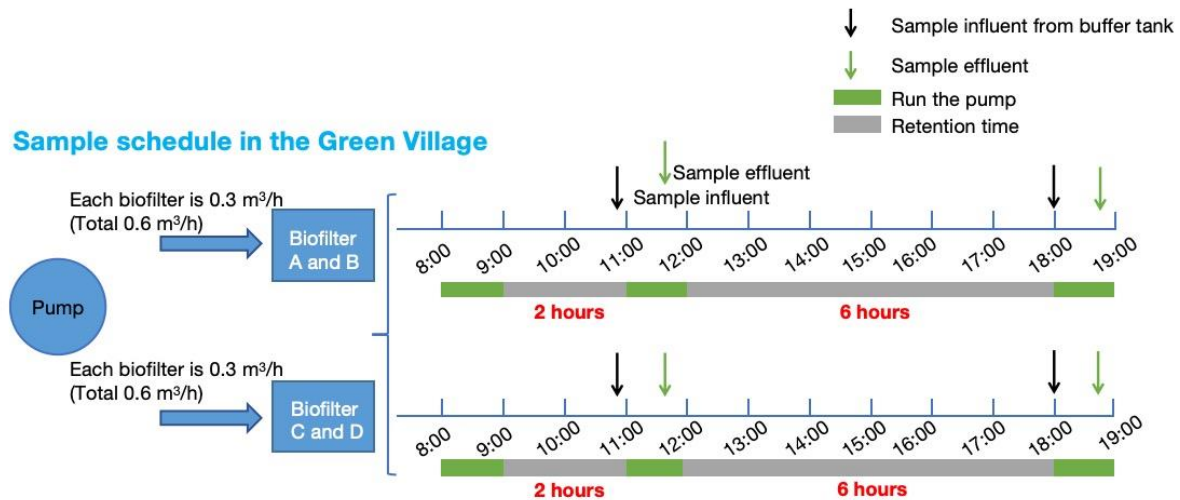 Sample influent from buffer tank
Sample effluent
Run the pump
Retention time
Sample schedule in the Green Village
Each biofilter is 0.3 m³/h
(Total 0.6 m³/h)
Biofilter
A and B
Sample effluent
Sample influent
8:00 9:00 10:00 11:00 12:00 13:00 14:00 15:00 16:00 17:00 18:00 19:00
2 hours 6 hours
Pump
Each biofilter is 0.3 m³/h
(Total 0.6 m³/h)
Biofilter
C and D
8:00 9:00 10:00 11:00 12:00 13:00 14:00 15:00 16:00 17:00 18:00 19:00
2 hours 6 hours